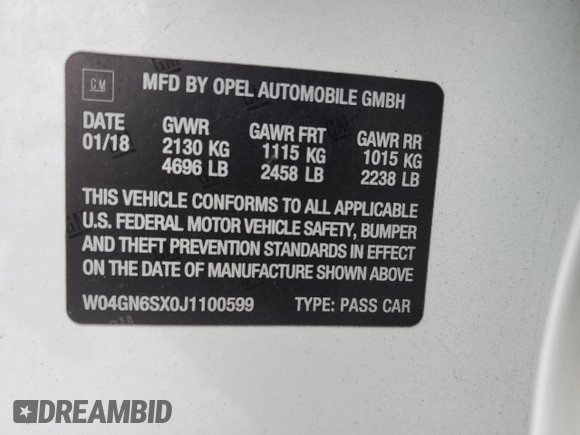 GM
MFD BY OPEL AUTOMOBILE GMBH
DATE GVWR GAWR FRT GAWR RR
01/18 2130 KG 1115 KG 1015 KG
4696 LB 2458 LB 2238 LB
THIS VEHICLE CONFORMS TO ALL APPLICABLE
U.S. FEDERAL MOTOR VEHICLE SAFETY, BUMPER
AND THEFT PREVENTION STANDARDS IN EFFECT
ON THE DATE OF MANUFACTURE SHOWN ABOVE
W04GN6SX0J1100599 TYPE: PASS CAR
DREAMBID